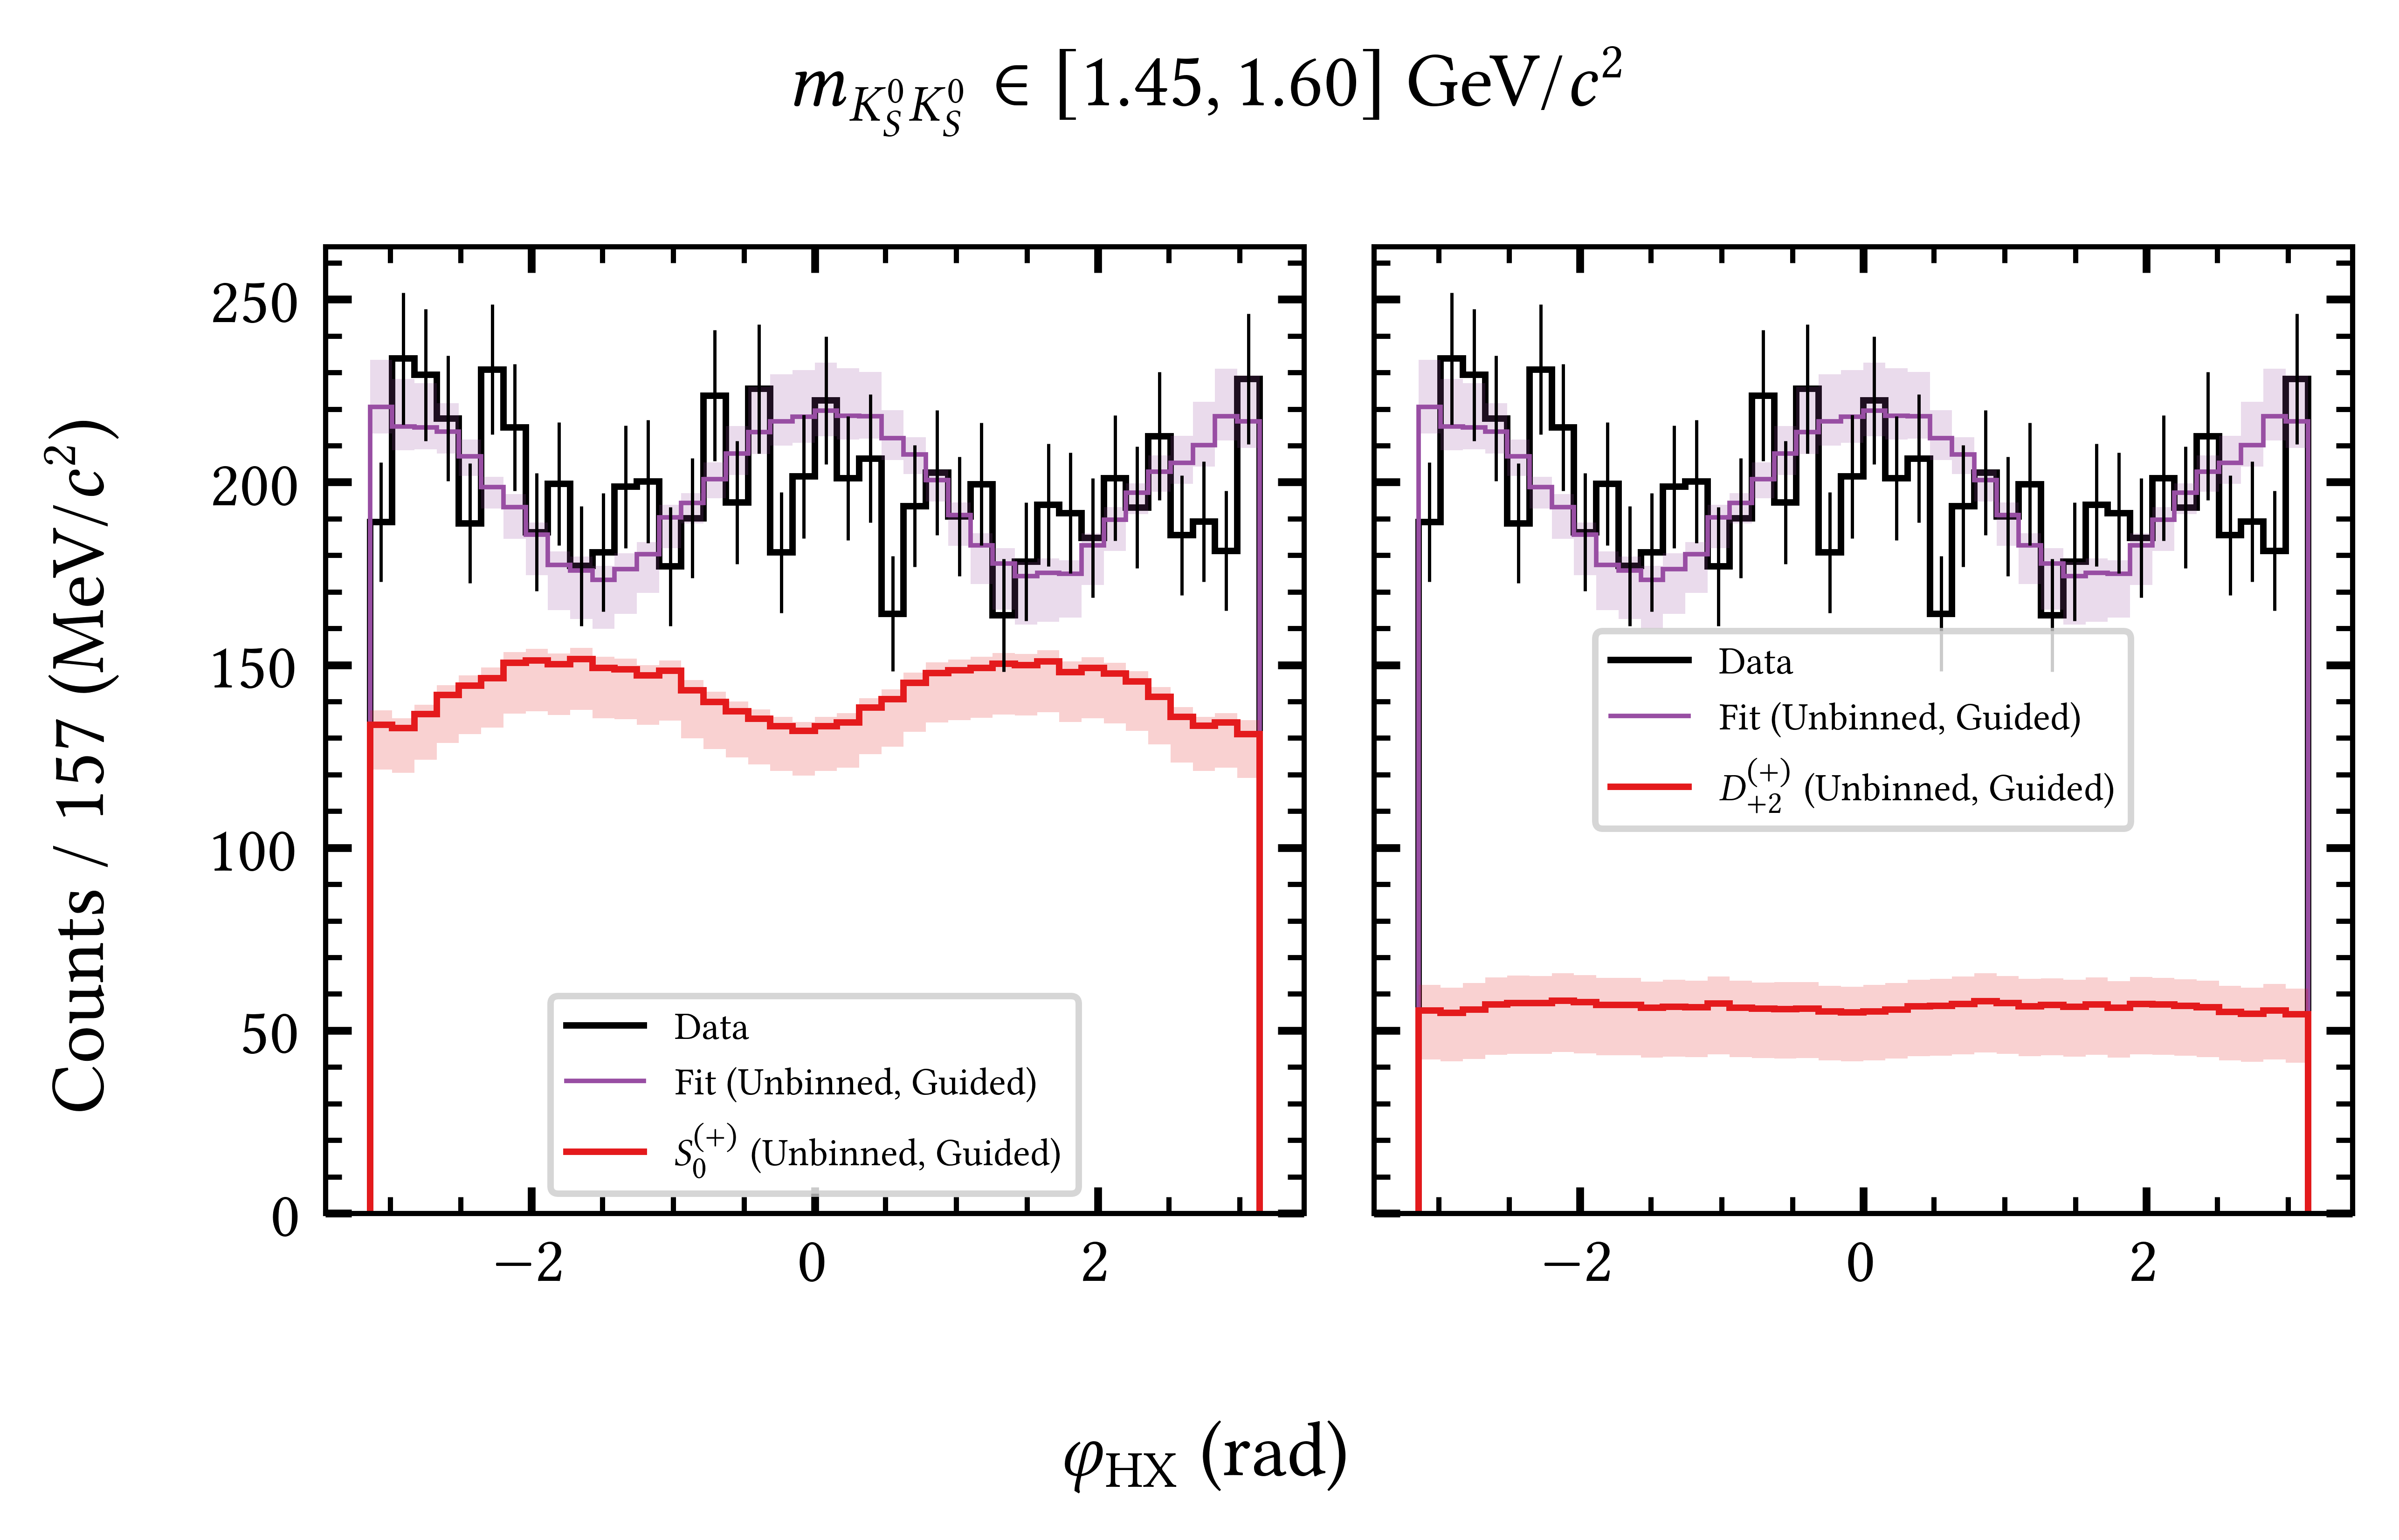 m_{K_S^0 K_S^0} ∈ [1.45, 1.60] GeV/c²
Counts / 157 (MeV/c²)
250
200
150
100
50
0
Data
Fit (Unbinned, Guided)
S_0^{(+)} (Unbinned, Guided)
−2
0
2
Data
Fit (Unbinned, Guided)
D_{+2}^{(+)} (Unbinned, Guided)
−2
0
2
φ_{HX} (rad)